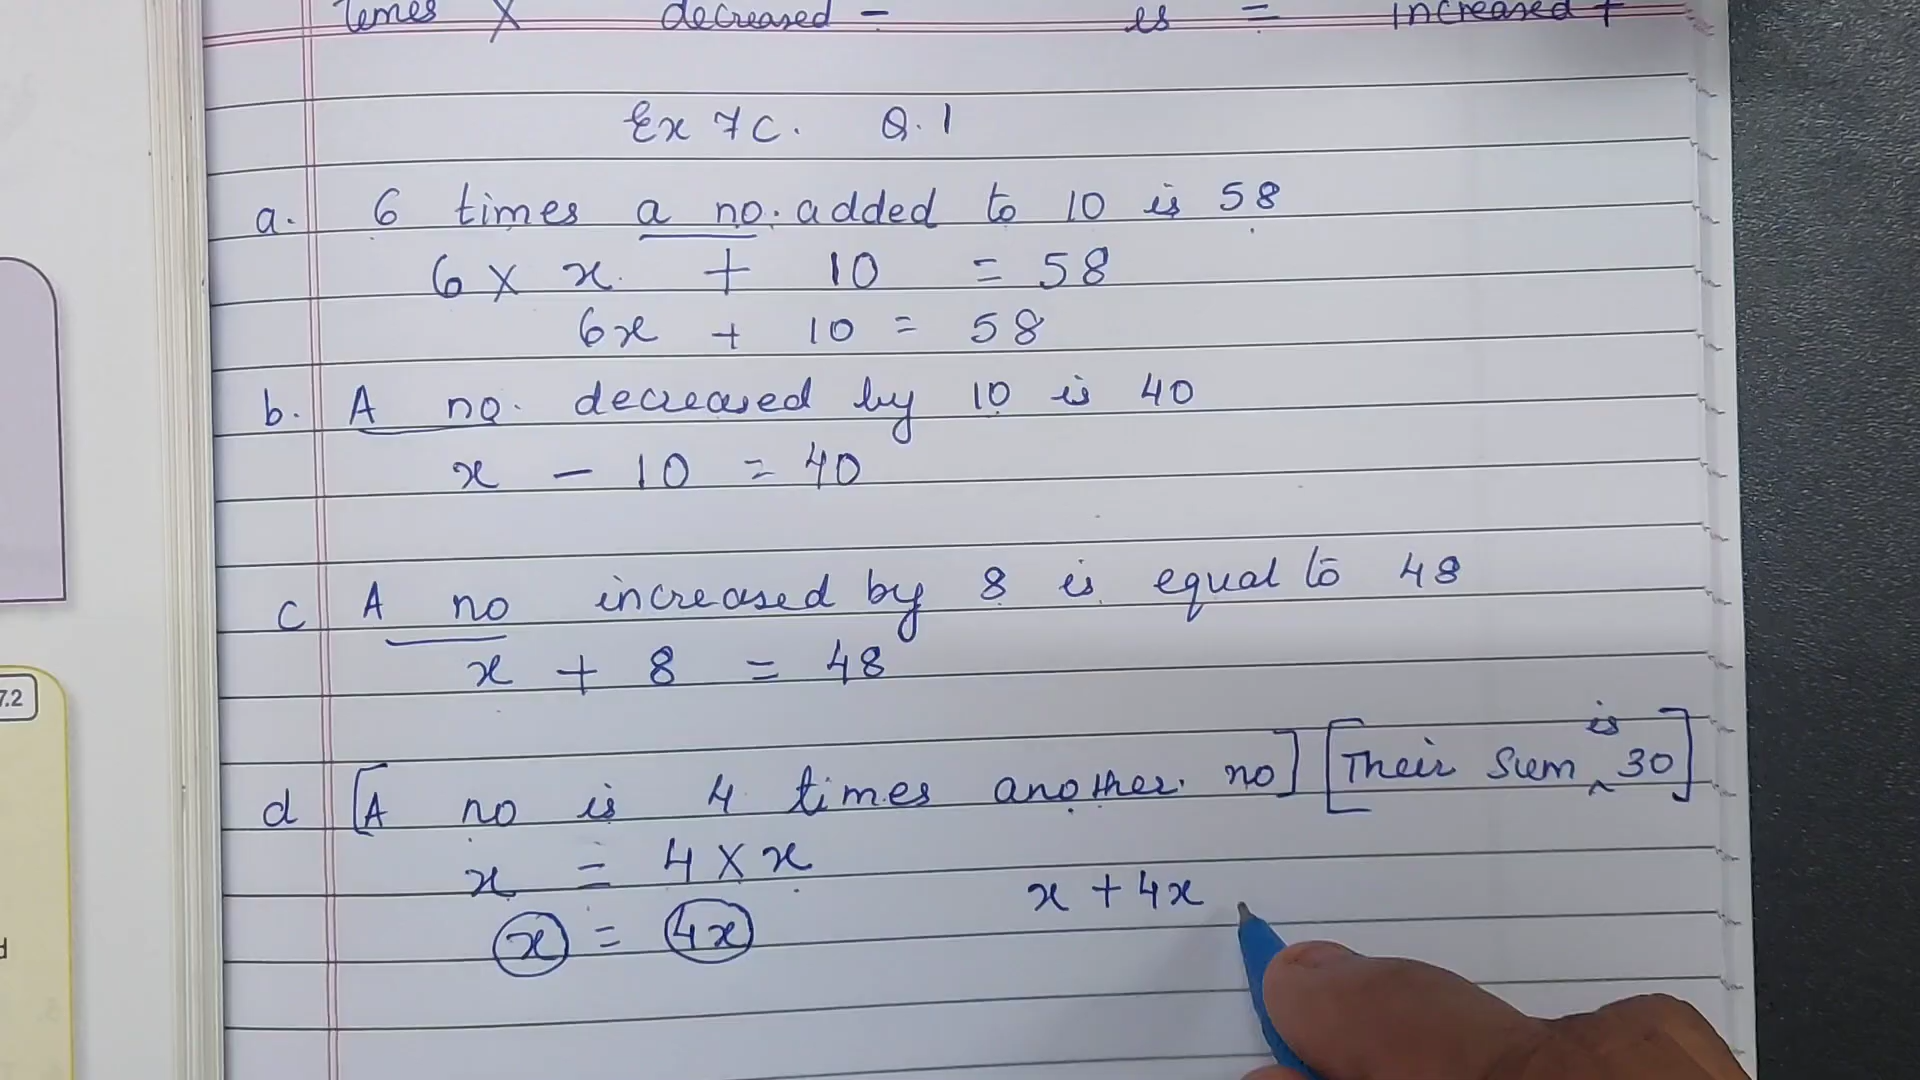 times × decreased - is = increased +
Ex 7C. Q.1
a. 6 times a no. added to 10 is 58
6 × x + 10 = 58
6x + 10 = 58
b. A no. decreased by 10 is 40
x - 10 = 40
c A no increased by 8 is equal to 48
x + 8 = 48
7.2
d [A no is 4 times another no] [Their Sum is 30]
x = 4 × x
x + 4x
x = 4x